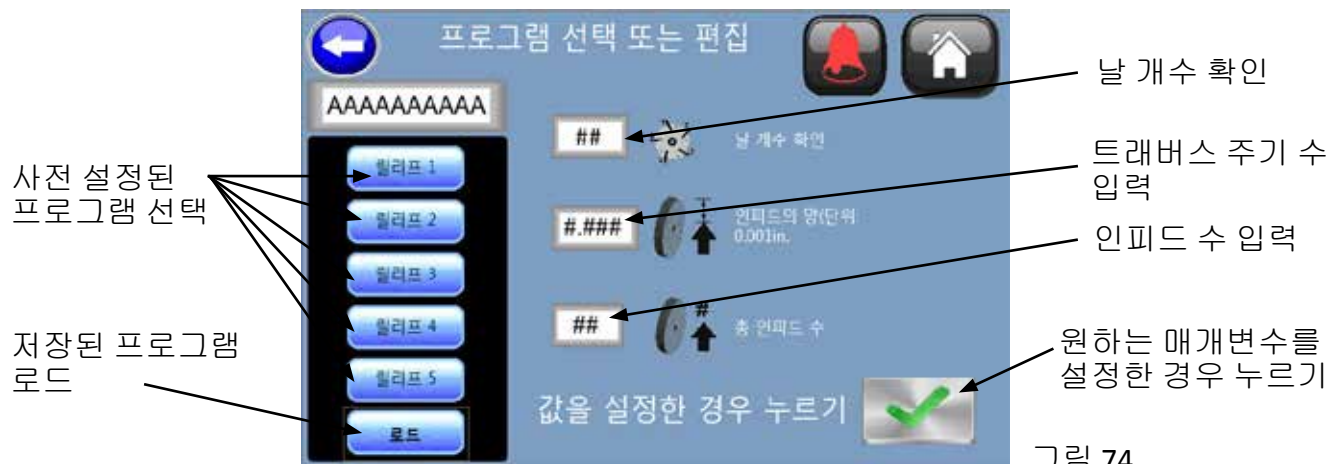 프로그램 선택 또는 편집
AAAAAAAAAA
릴리프 1
릴리프 2
릴리프 3
릴리프 4
릴리프 5
로드
##
날 개수 확인
#.###
인피드의 양(단위
0.001in.
##
#
총 인피드 수
값을 설정한 경우 누르기
사전 설정된
프로그램 선택
저장된 프로그램
로드
날 개수 확인
트래버스 주기 수
입력
인피드 수 입력
원하는 매개변수를
설정한 경우 누르기
그림 74